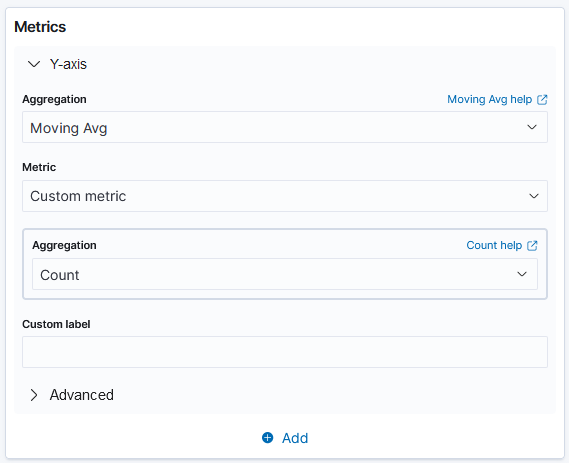 Metrics
Y-axis
Aggregation Moving Avg help
Moving Avg
Metric
Custom metric
Aggregation Count help
Count
Custom label
Advanced
Add